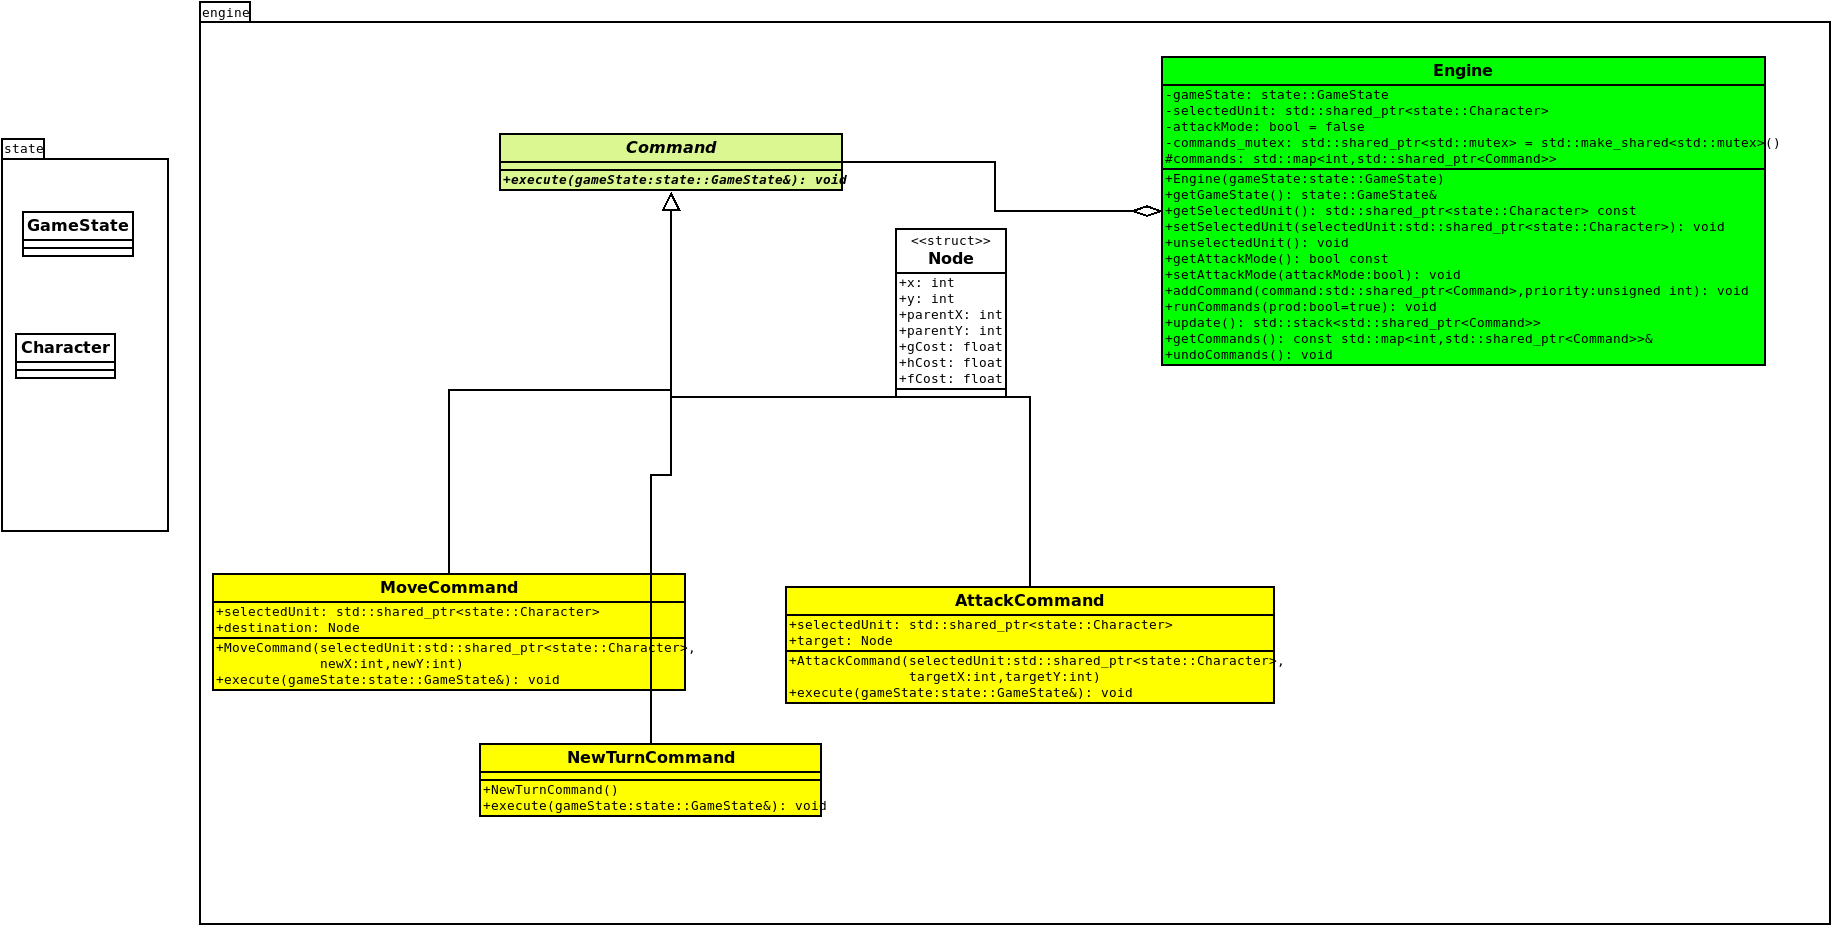 engine
state
GameState
Character
Command
+execute(gameState:state::GameState&): void
Engine
-gameState: state::GameState
-selectedUnit: std::shared_ptr<state::Character>
-attackMode: bool = false
-commands_mutex: std::shared_ptr<std::mutex> = std::make_shared<std::mutex>()
#commands: std::map<int,std::shared_ptr<Command>>
+Engine(gameState:state::GameState)
+getGameState(): state::GameState&
+getSelectedUnit(): std::shared_ptr<state::Character> const
+setSelectedUnit(selectedUnit:std::shared_ptr<state::Character>): void
+unselectedUnit(): void
+getAttackMode(): bool const
+setAttackMode(attackMode:bool): void
+addCommand(command:std::shared_ptr<Command>,priority:unsigned int): void
+runCommands(prod:bool=true): void
+update(): std::stack<std::shared_ptr<Command>>
+getCommands(): const std::map<int,std::shared_ptr<Command>>&
+undoCommands(): void
<<struct>>
Node
+x: int
+y: int
+parentX: int
+parentY: int
+gCost: float
+hCost: float
+fCost: float
MoveCommand
+selectedUnit: std::shared_ptr<state::Character>
+destination: Node
+MoveCommand(selectedUnit:std::shared_ptr<state::Character>,
newX:int,newY:int)
+execute(gameState:state::GameState&): void
AttackCommand
+selectedUnit: std::shared_ptr<state::Character>
+target: Node
+AttackCommand(selectedUnit:std::shared_ptr<state::Character>,
targetX:int,targetY:int)
+execute(gameState:state::GameState&): void
NewTurnCommand
+NewTurnCommand()
+execute(gameState:state::GameState&): void